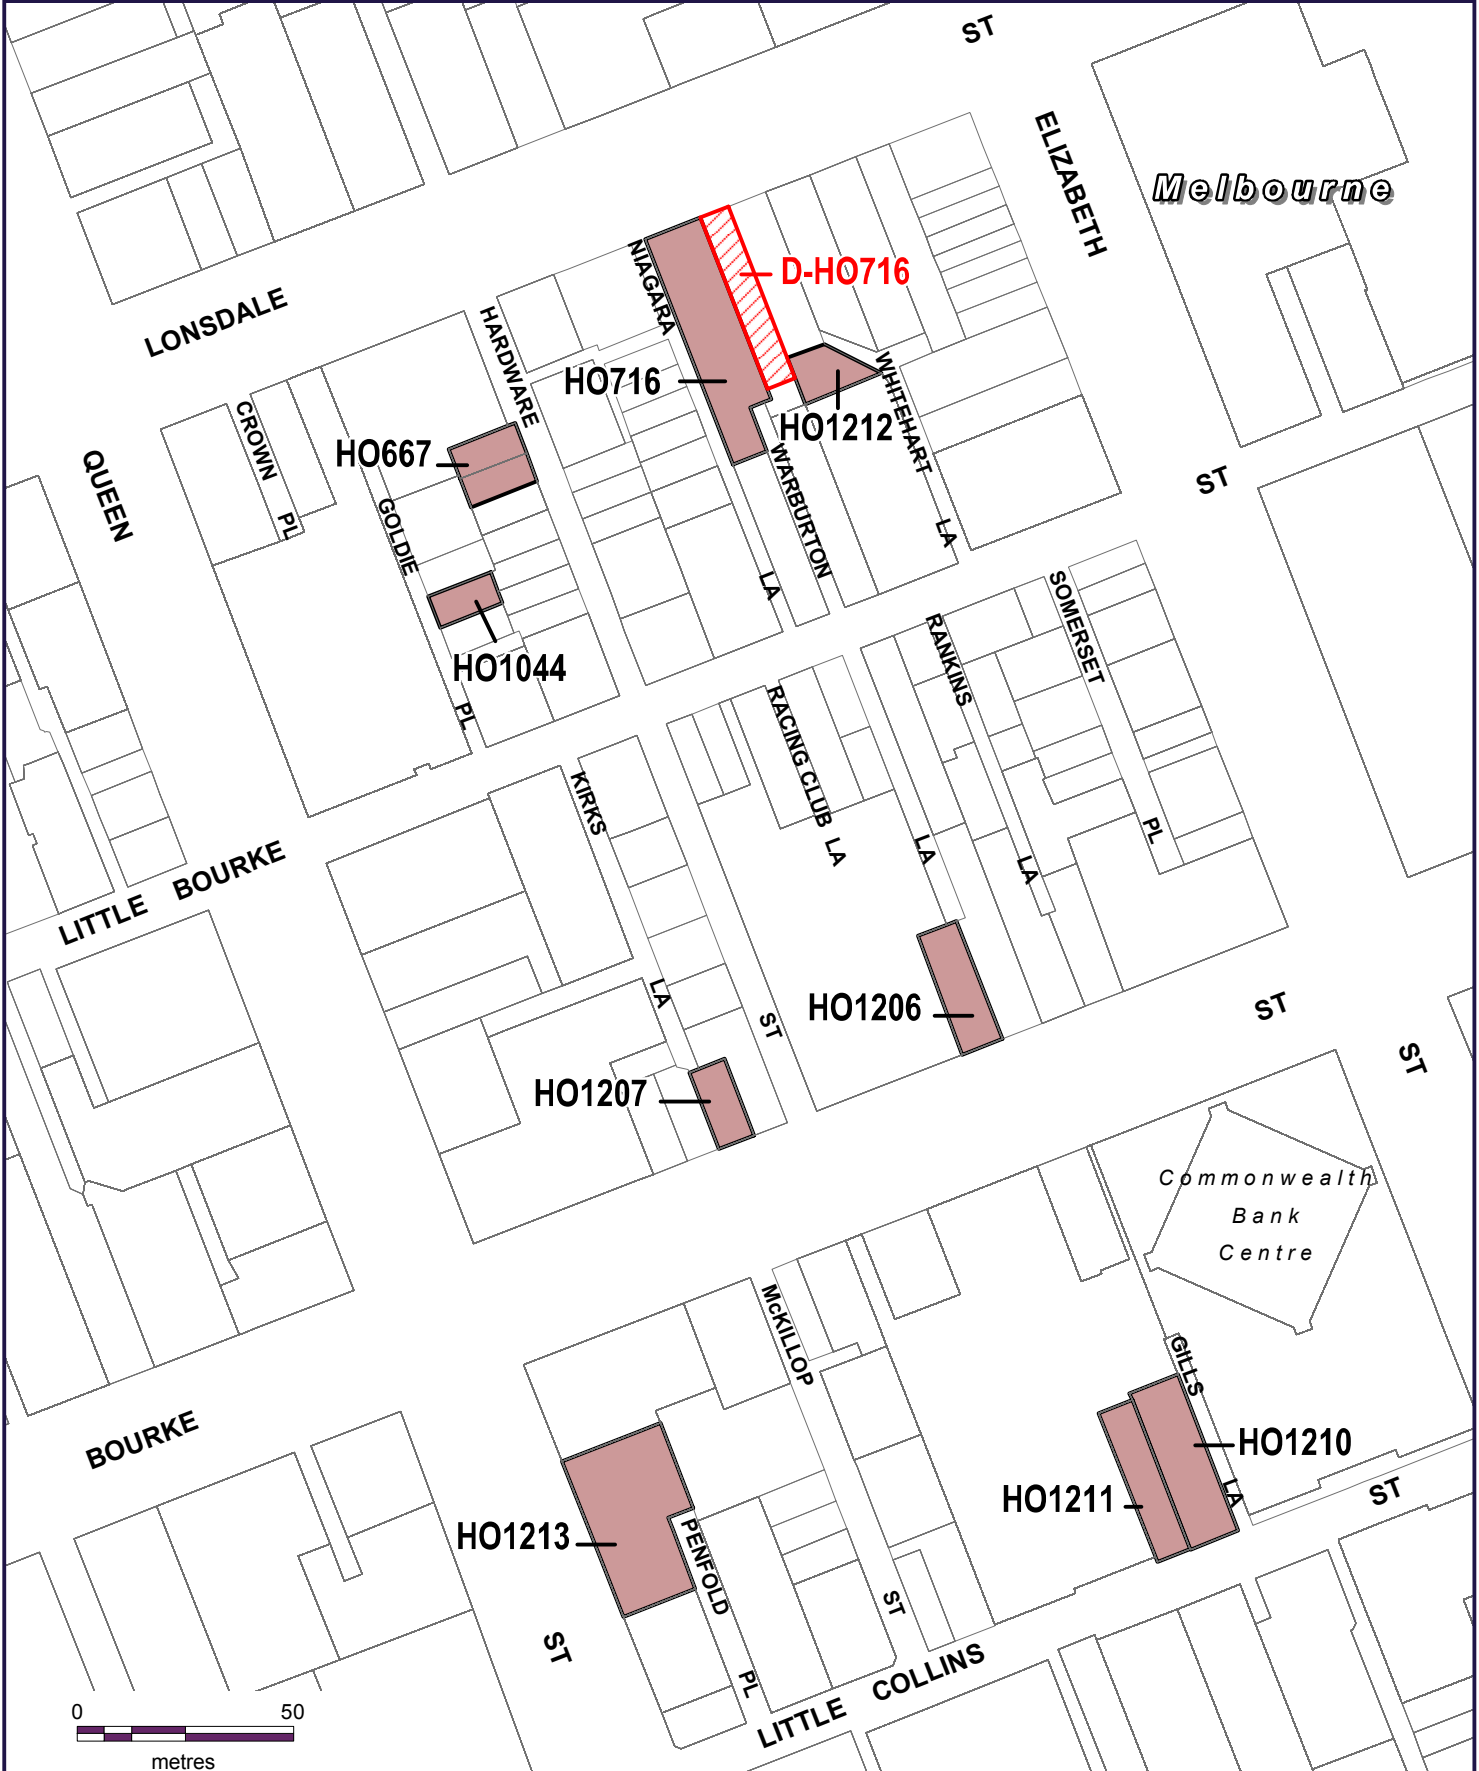 ST
ELIZABETH
Melbourne
NIAGARA
D-HO716
LONSDALE
HARDWARE
HO716
WHITEHART
HO1212
CROWN
HO667
QUEEN
WARBURTON
ST
GOLDIE
PL
LA
LA
SOMERSET
RANKINS
HO1044
PL
RACING CLUB LA
KIRKS
PL
LA
LA
LITTLE BOURKE
LA
HO1206
ST
ST
ST
HO1207
Commonwealth
Bank
Centre
McKILLOP
GILLS
BOURKE
HO1210
HO1211
LA
ST
HO1213
PENFOLD
ST
ST
PL
LITTLE COLLINS
0 50
metres